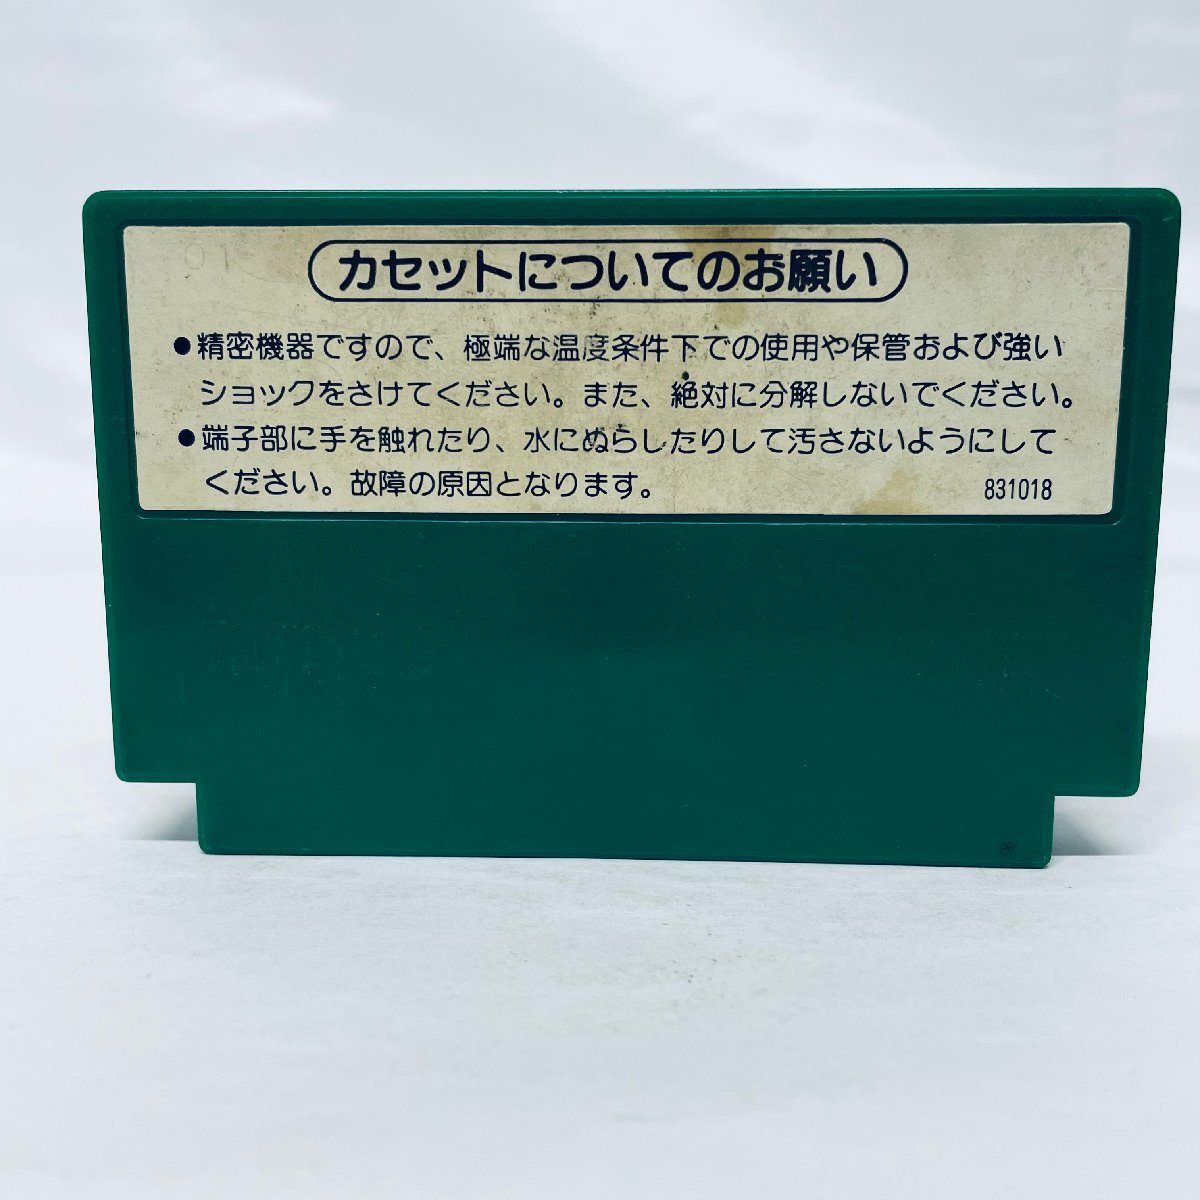 カセットについてのお願い
●精密機器ですので、極端な温度条件下での使用や保管および強い
ショックをさけてください。また、絶対に分解しないでください。
●端子部に手を触れたり、水にぬらしたりして汚さないようにして
ください。故障の原因となります。
831018